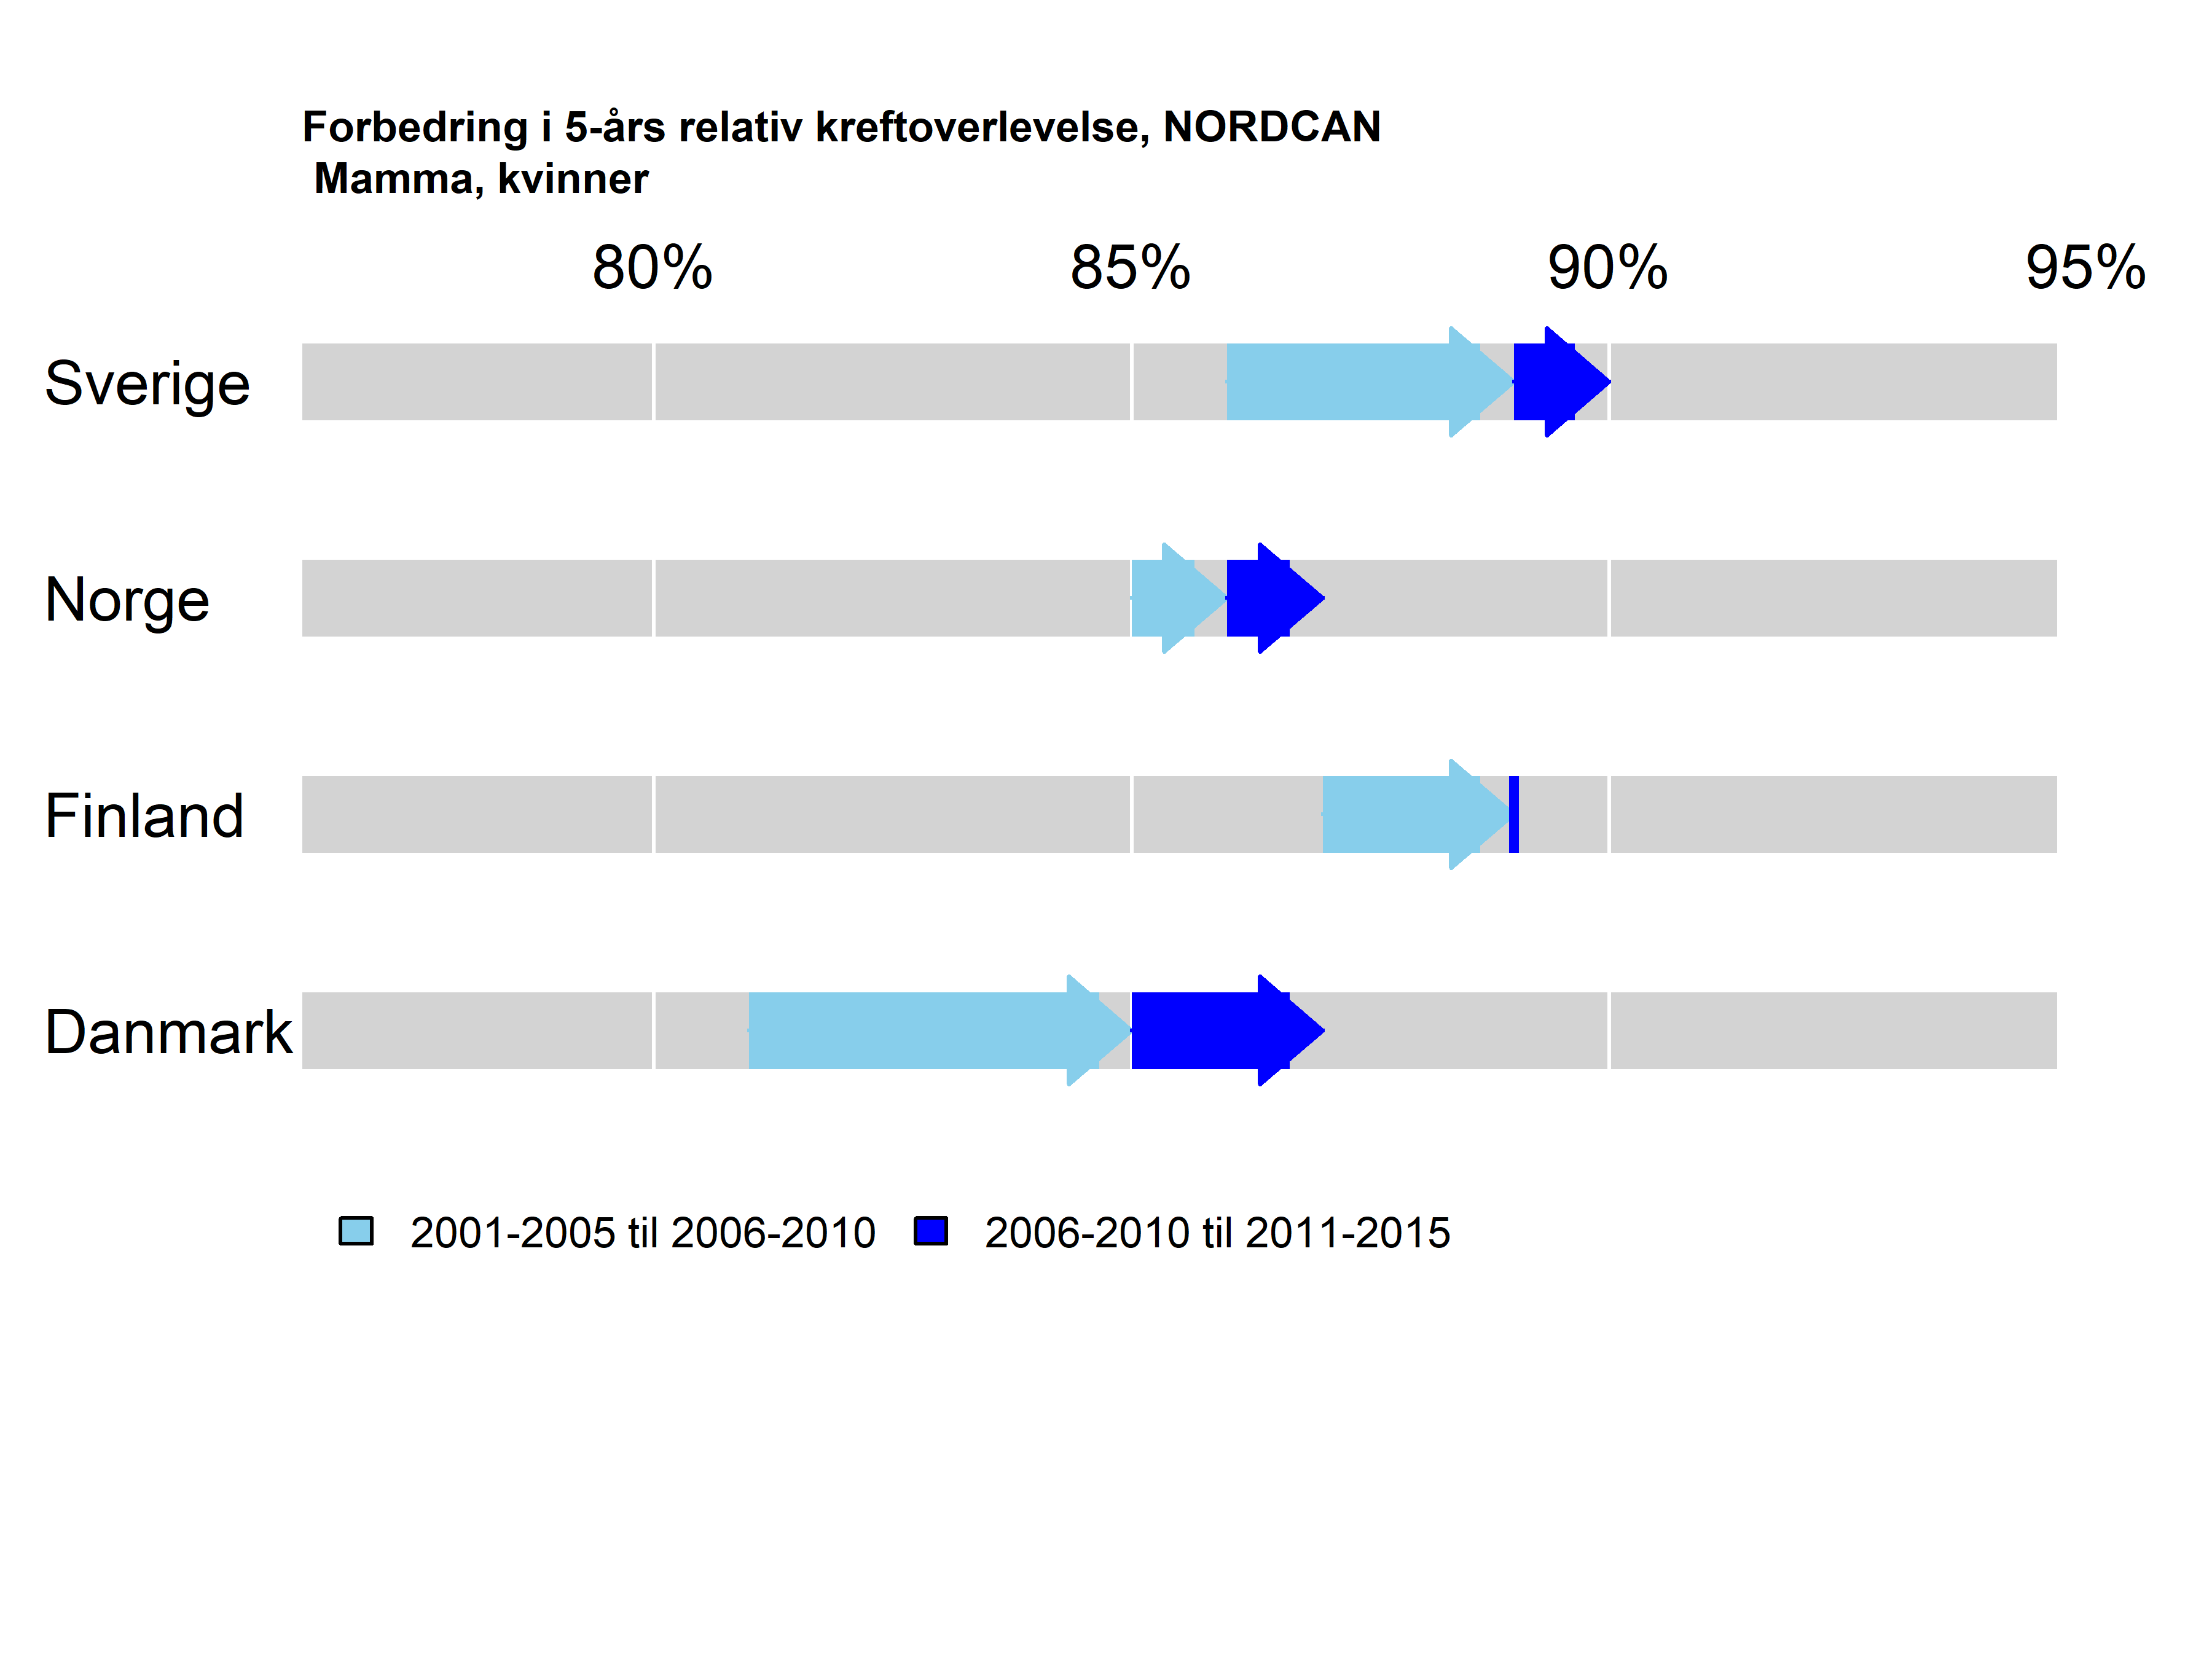 Forbedring i 5-års relativ kreftoverlevelse, NORDCAN
Mamma, kvinner
80% 85% 90% 95%
Sverige
Norge
Finland
Danmark
2001-2005 til 2006-2010 2006-2010 til 2011-2015